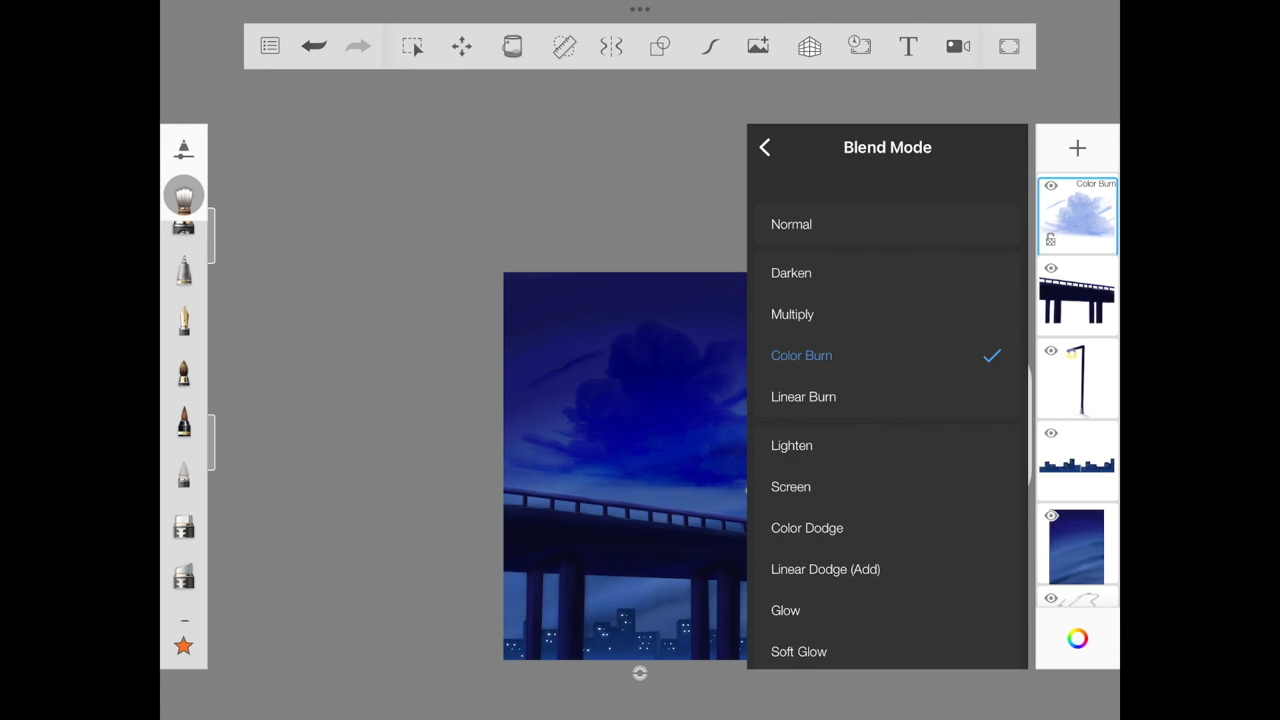 T
Blend Mode
Color Burn
Normal
Darken
Multiply
Color Burn
Linear Burn
Lighten
Screen
Color Dodge
Linear Dodge (Add)
Glow
Soft Glow